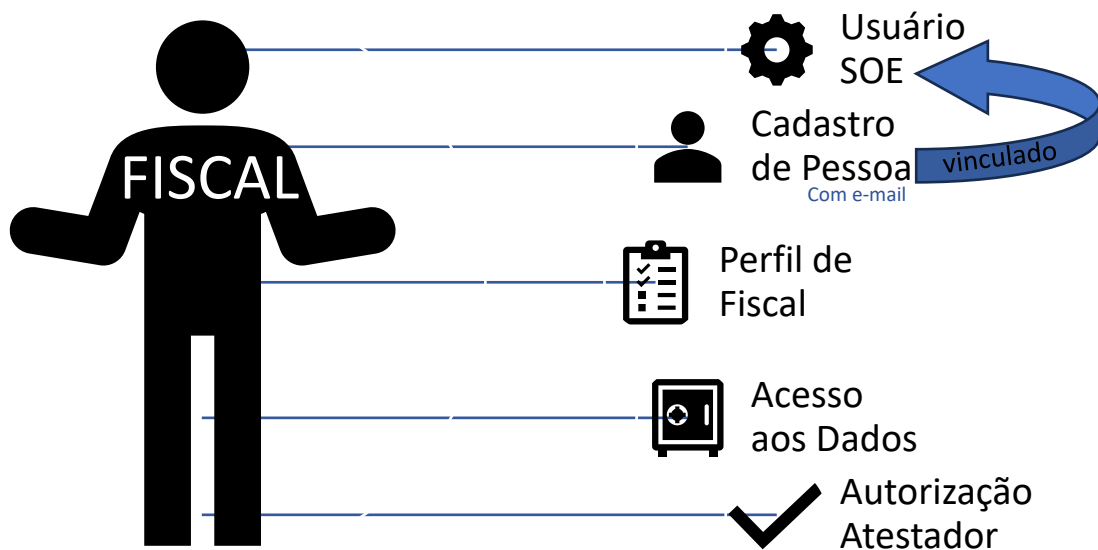 FISCAL
Usuário
SOE
Cadastro
de Pessoa
Com e-mail
vinculado
Perfil de
Fiscal
Acesso
aos Dados
Autorização
Atestador